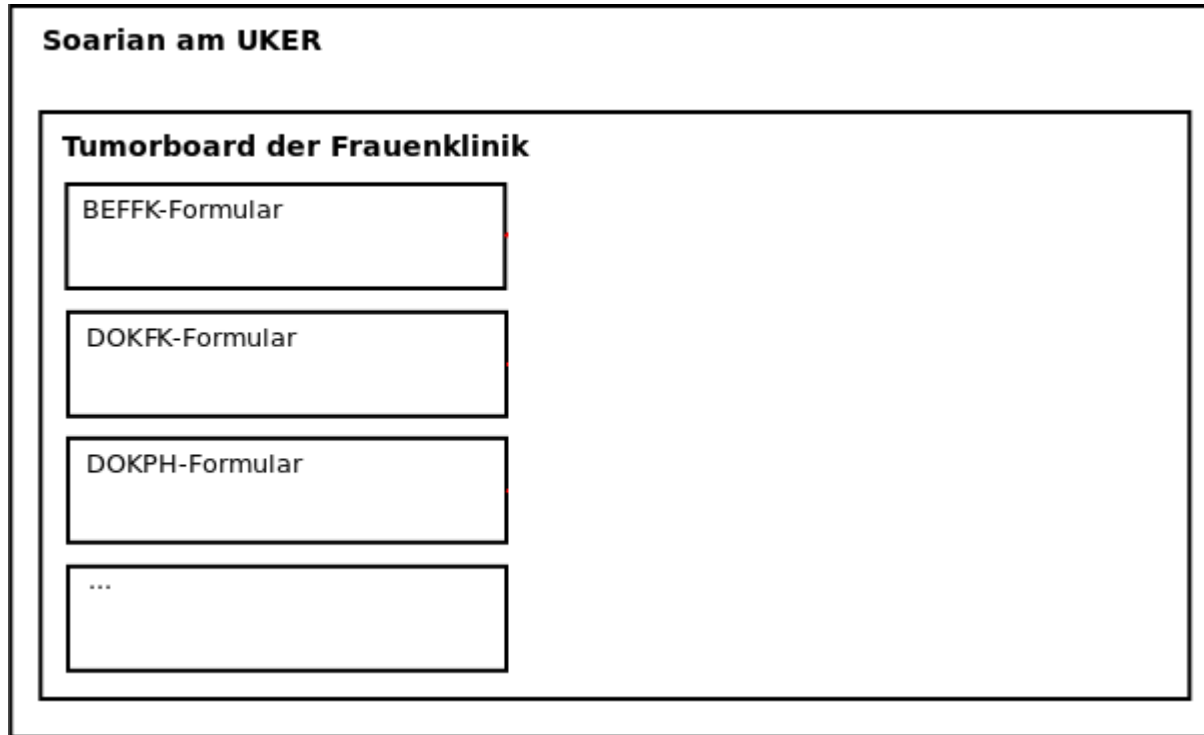 Soarian am UKER
Tumorboard der Frauenklinik
BEFFK-Formular
DOKFK-Formular
DOKPH-Formular
...